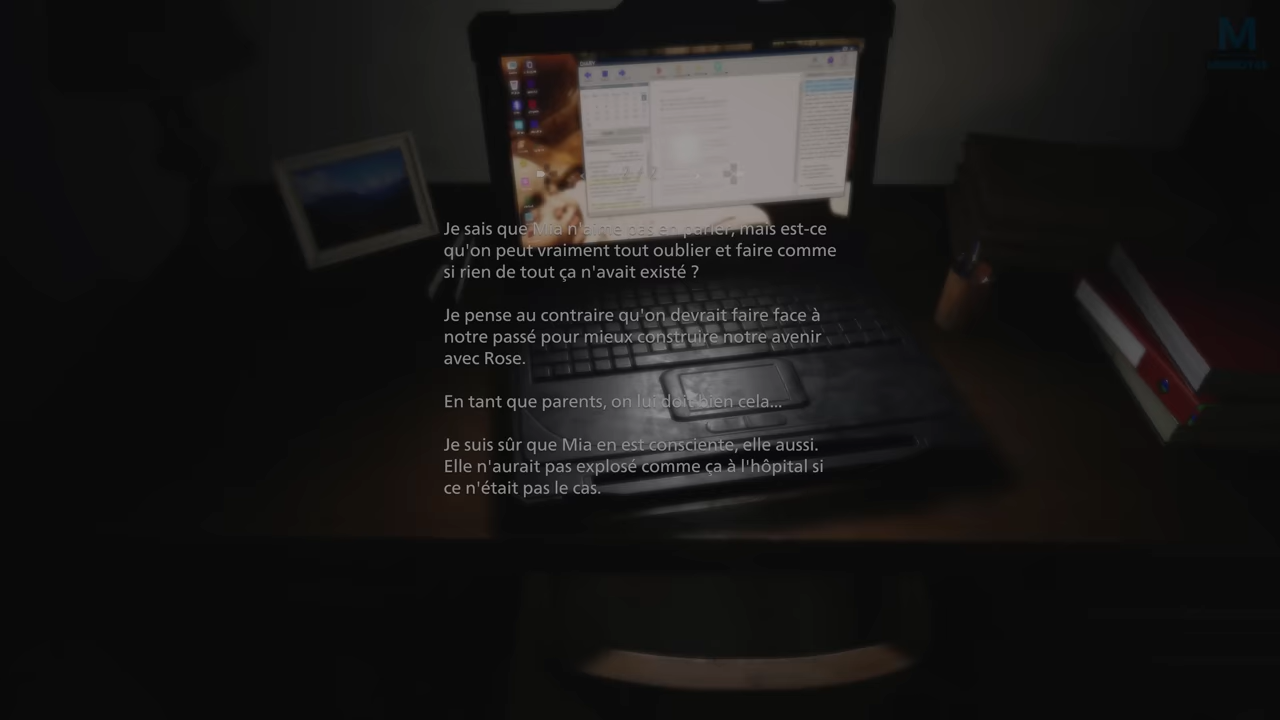 M
2 / 2
Je sais que Mia n'aime pas en parler, mais est-ce
qu'on peut vraiment tout oublier et faire comme
si rien de tout ça n'avait existé ?
Je pense au contraire qu'on devrait faire face à
notre passé pour mieux construire notre avenir
avec Rose.
En tant que parents, on lui doit bien cela...
Je suis sûr que Mia en est consciente, elle aussi.
Elle n'aurait pas explosé comme ça à l'hôpital si
ce n'était pas le cas.